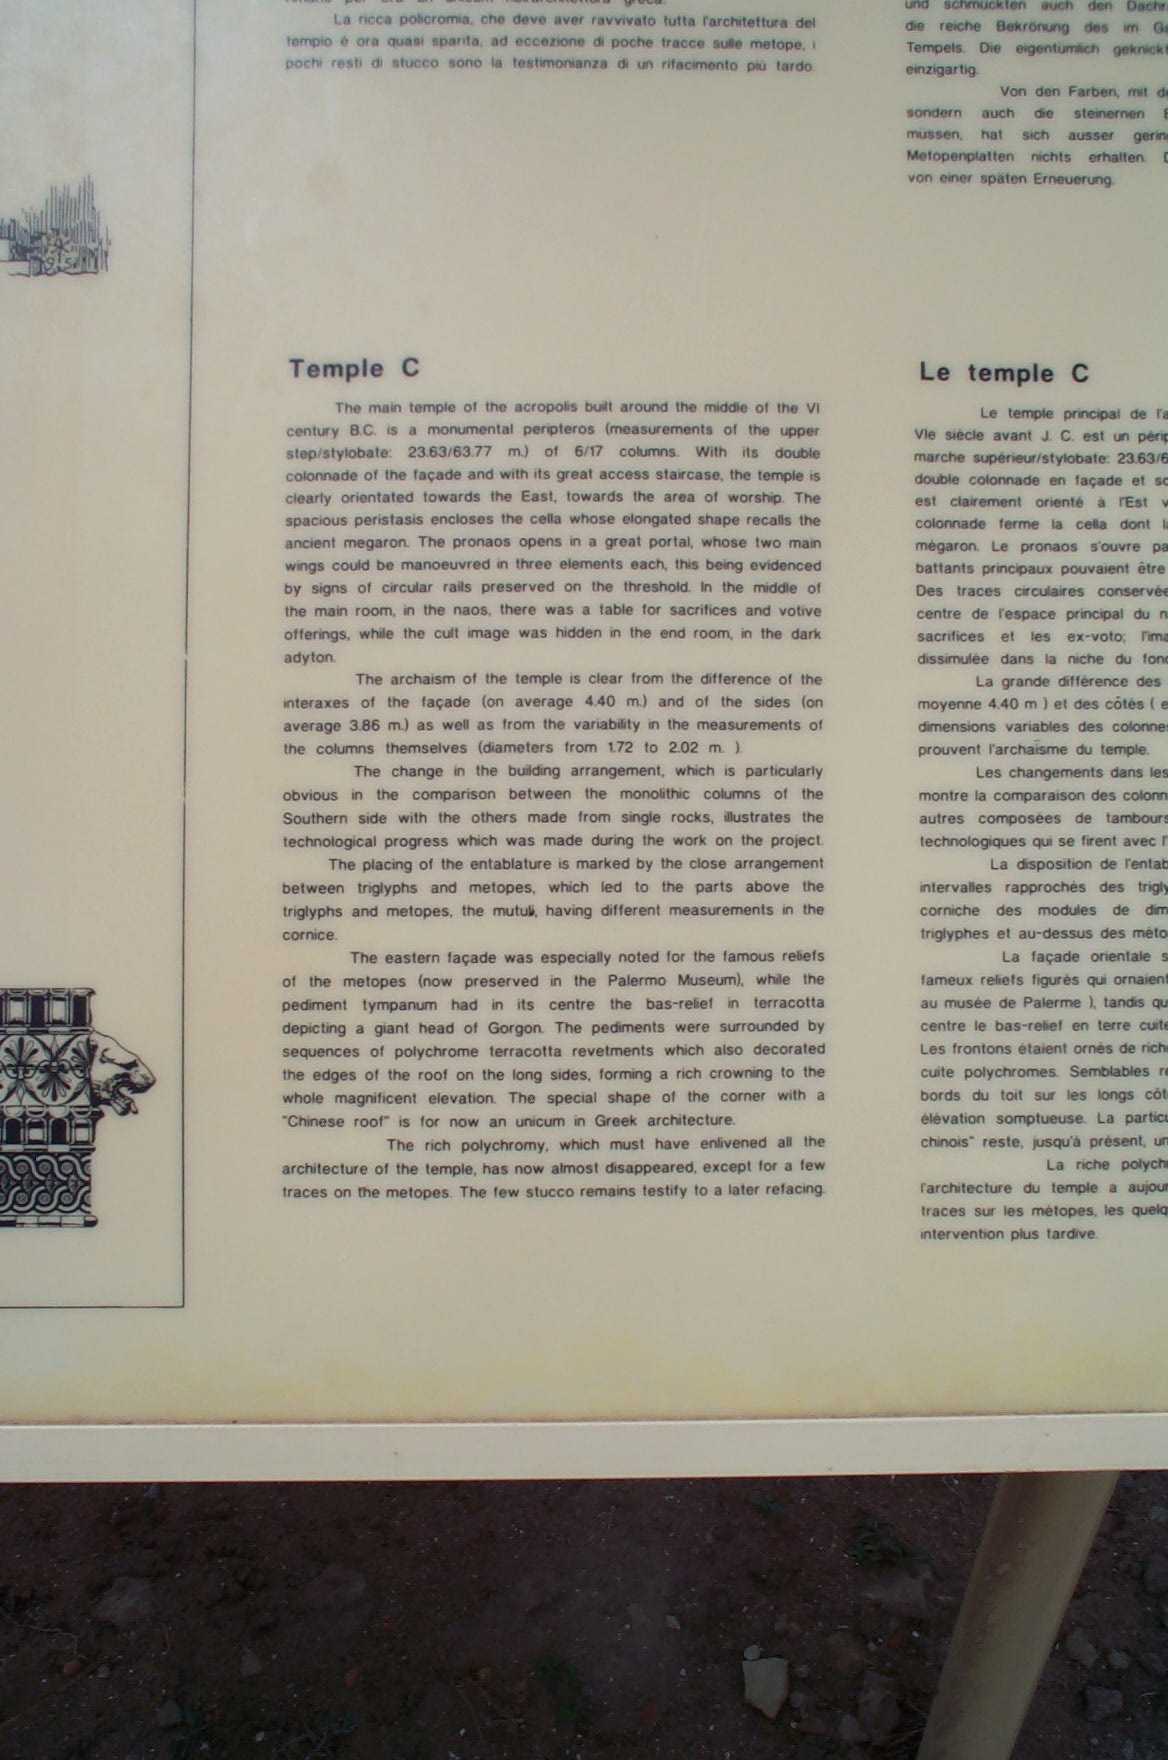 La ricca policromia, che deve aver ravvivato tutta l'architettura del
tempio è ora quasi sparita, ad eccezione di poche tracce sulle metope, i
pochi resti di stucco sono la testimonianza di un rifacimento più tardo.
und schmückten auch den
die reiche Bekrönung des im
Tempels. Die eigentümlich
einzigartig.
Von den Farben, mit
sondern auch die steinernen
mussen, hat sich ausser
Metopenplatten nichts erhalten.
von einer späten Erneuerung.
Temple C
The main temple of the acropolis built around the middle of the VI
century B.C. is a monumental peripteros (measurements of the upper
step/stylobate: 23.63/63.77 m.) of 6/17 columns. With its double
colonnade of the façade and with its great access staircase, the temple is
clearly orientated towards the East, towards the area of worship. The
spacious peristasis encloses the cella whose elongated shape recalls the
ancient megaron. The pronaos opens in a great portal, whose two main
wings could be manoeuvred in three elements each, this being evidenced
by signs of circular rails preserved on the threshold. In the middle of
the main room, in the naos, there was a table for sacrifices and votive
offerings, while the cult image was hidden in the end room, in the dark
adyton.
The archaism of the temple is clear from the difference of the
interaxes of the façade (on average 4.40 m.) and of the sides (on
average 3.86 m.) as well as from the variability in the measurements of
the columns themselves (diameters from 1.72 to 2.02 m. ).
The change in the building arrangement, which is particularly
obvious in the comparison between the monolithic columns of the
Southern side with the others made from single rocks, illustrates the
technological progress which was made during the work on the project.
The placing of the entablature is marked by the close arrangement
between triglyphs and metopes, which led to the parts above the
triglyphs and metopes, the mutuli, having different measurements in the
cornice.
The eastern façade was especially noted for the famous reliefs
of the metopes (now preserved in the Palermo Museum), while the
pediment tympanum had in its centre the bas-relief in terracotta
depicting a giant head of Gorgon. The pediments were surrounded by
sequences of polychrome terracotta revetments which also decorated
the edges of the roof on the long sides, forming a rich crowning to the
whole magnificent elevation. The special shape of the corner with a
"Chinese roof" is for now an unicum in Greek architecture.
The rich polychromy, which must have enlivened all the
architecture of the temple, has now almost disappeared, except for a few
traces on the metopes. The few stucco remains testify to a later refacing.
Le temple C
Le temple principal de
VIe siècle avant J. C. est un
marche supérieur/stylobate:
double colonnade en façade et
est clairement orienté à l'Est
colonnade ferme la cella dont
mégaron. Le pronaos s'ouvre
battants principaux pouvaient être
Des traces circulaires
centre de l'espace principal du
sacrifices et les ex-voto;
dissimulée dans la niche du
La grande différence des
moyenne 4.40 m ) et des côtés (
dimensions variables des
prouvent l'archaïsme du temple.
Les changements dans les
montre la comparaison des
autres composées de tambours
technologiques qui se firent avec
La disposition de
intervalles rapprochés des
corniche des modules de
triglyphes et au-dessus des
La façade orientale
fameux reliefs figurés qui ornaient
au musée de Palerme ), tandis
centre le bas-relief en terre cuite
Les frontons étaient ornés de
cuite polychromes. Semblables
bords du toit sur les longs
élévation somptueuse. La
chinois" reste, jusqu'à présent,
La riche
l'architecture du temple a
traces sur les métopes, les
intervention plus tardive.